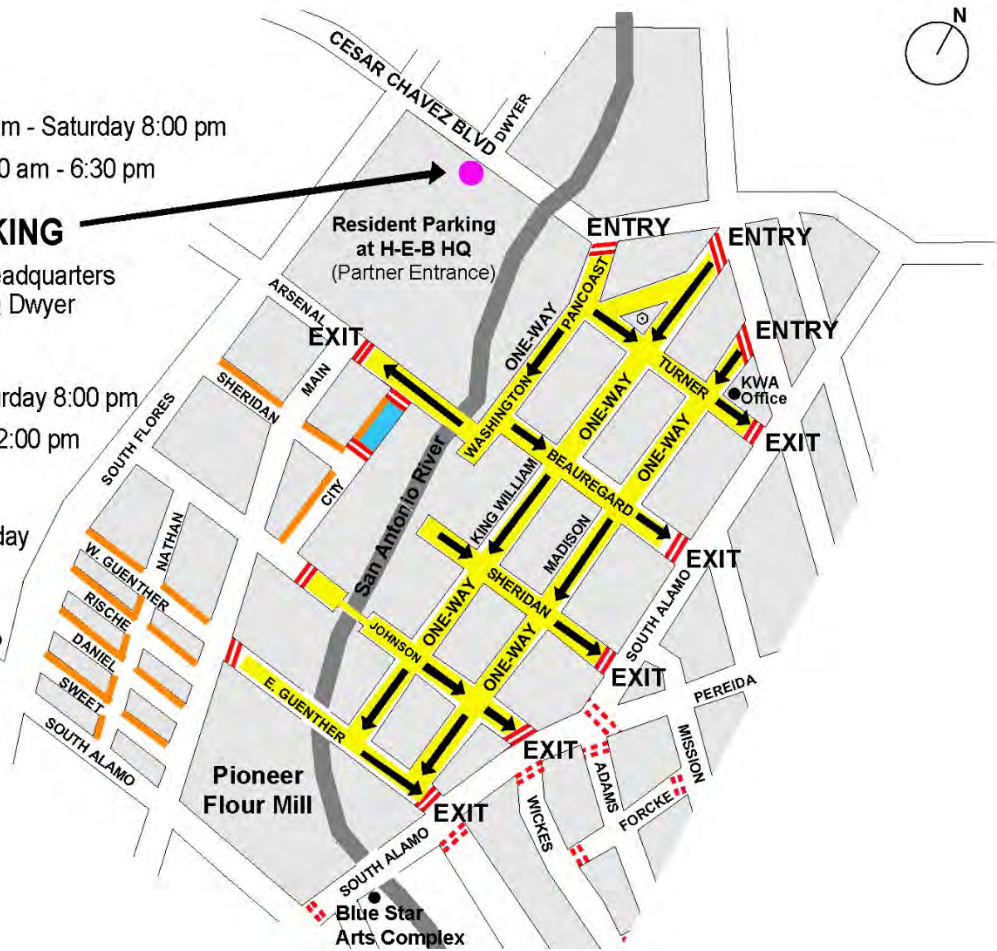 N
CESAR CHAVEZ BLVD
DWYER
m - Saturday 8:00 pm
0 am - 6:30 pm
KING
eadquarters
Dwyer
Resident Parking
at H-E-B HQ
(Partner Entrance)
ENTRY
ENTRY
ENTRY
ARSENAL
EXIT
MAIN
SHERIDAN
SOUTH FLORES
urday 8:00 pm
2:00 pm
day
ONE-WAY
PANCOAST
WASHINGTON
TURNER
KWA
Office
EXIT
ONE-WAY
ONE-WAY
BEAUREGARD
KING WILLIAM
MADISON
CITY
San Antonio River
NATHAN
W. GUENTHER
RISCHE
DANIEL
SWEET
SOUTH ALAMO
EXIT
SHERIDAN
SOUTH ALAMO
ONE-WAY
ONE-WAY
JOHNSON
EXIT
PEREIDA
E. GUENTHER
EXIT
MISSION
ADAMS
FORCKE
WICKES
Pioneer
Flour Mill
EXIT
SOUTH ALAMO
Blue Star
Arts Complex